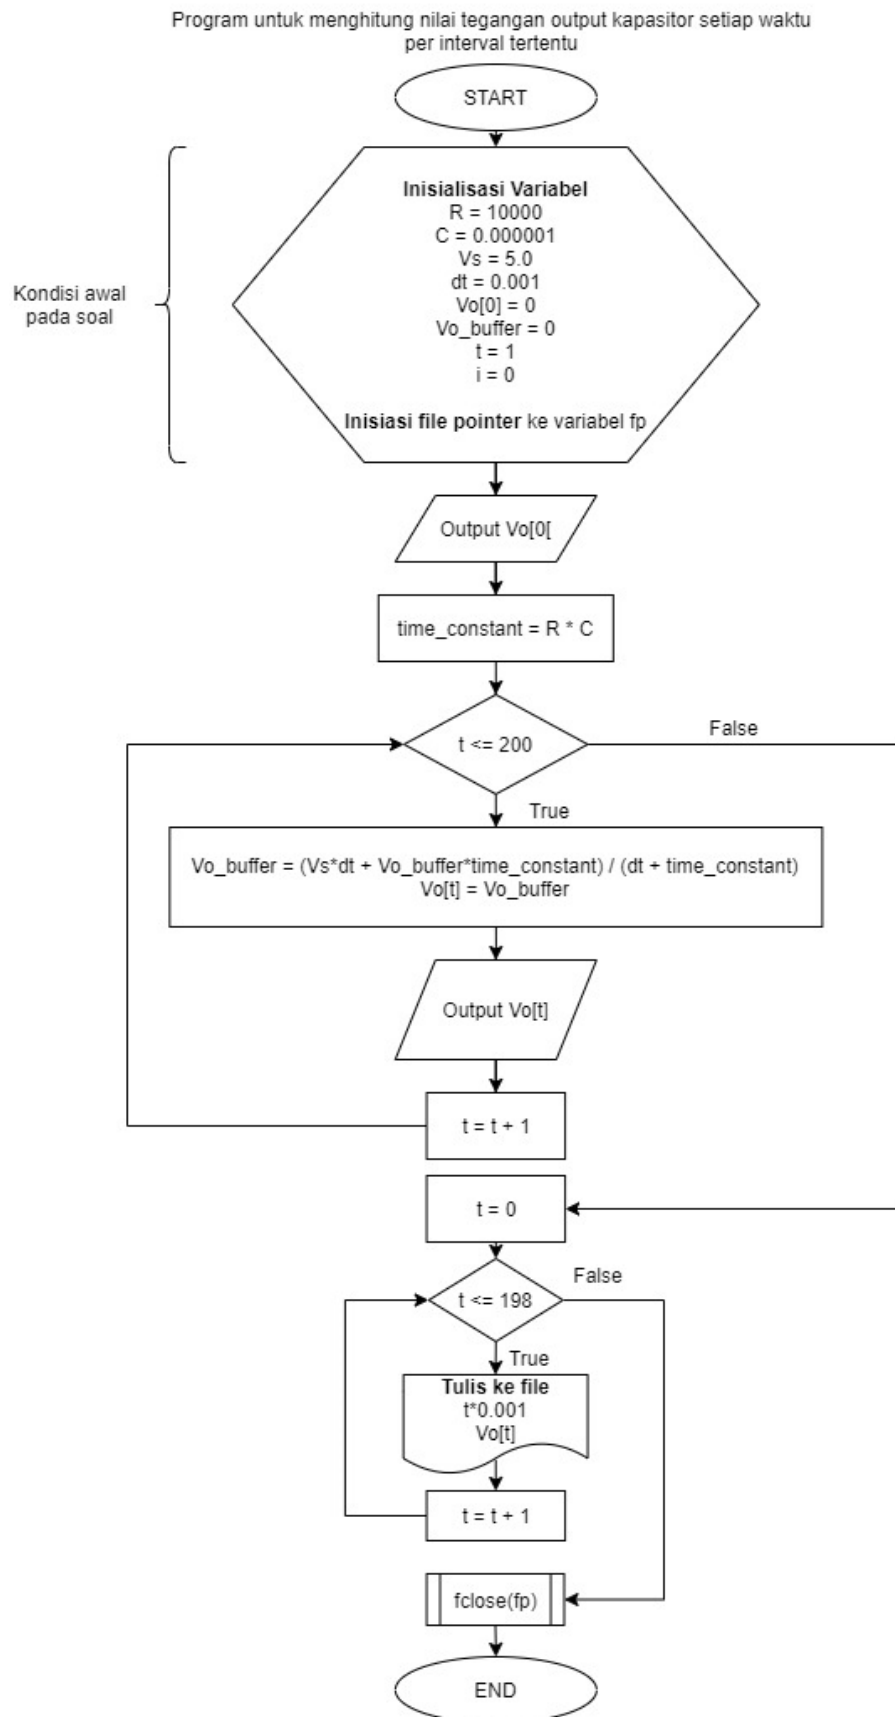 Program untuk menghitung nilai tegangan output kapasitor setiap waktu
per interval tertentu
START
Kondisi awal
pada soal
Inisialisasi Variabel
R = 10000
C = 0.000001
Vs = 5.0
dt = 0.001
Vo[0] = 0
Vo_buffer = 0
t = 1
i = 0
Inisiasi file pointer ke variabel fp
Output Vo[0[
time_constant = R * C
t <= 200
False
True
Vo_buffer = (Vs*dt + Vo_buffer*time_constant) / (dt + time_constant)
Vo[t] = Vo_buffer
Output Vo[t]
t = t + 1
t = 0
t <= 198
False
True
Tulis ke file
t*0.001
Vo[t]
t = t + 1
fclose(fp)
END